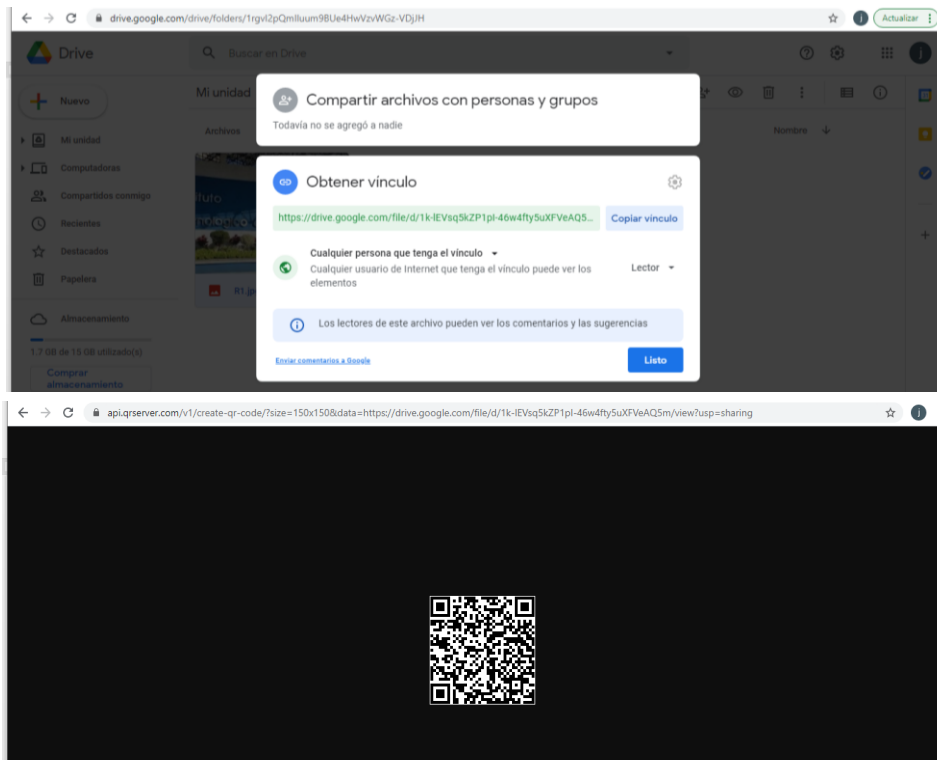 drive.google.com/drive/folders/1rgvl2pQmlluum9BUe4HwVzvWGz-VDjJH
Actualizar
Drive
Buscar en Drive
j
Nuevo
Mi unidad
Computadoras
Compartidos conmigo
Recientes
Destacados
Papelera
Almacenamiento
1.7 GB de 15 GB utilizado(s)
Comprar
almacenamiento
Mi unidad
Archivos
Nombre
Compartir archivos con personas y grupos
Todavía no se agregó a nadie
Obtener vínculo
https://drive.google.com/file/d/1k-lEVsq5kZP1pI-46w4fty5uXFVeAQ5...
Copiar vínculo
Cualquier persona que tenga el vínculo
Cualquier usuario de Internet que tenga el vínculo puede ver los
elementos
Lector
Los lectores de este archivo pueden ver los comentarios y las sugerencias
Enviar comentarios a Google
Listo
api.qrserver.com/v1/create-qr-code/?size=150x150&data=https://drive.google.com/file/d/1k-IEVsq5kZP1pI-46w4fty5uXFVeAQ5m/view?usp=sharing
j